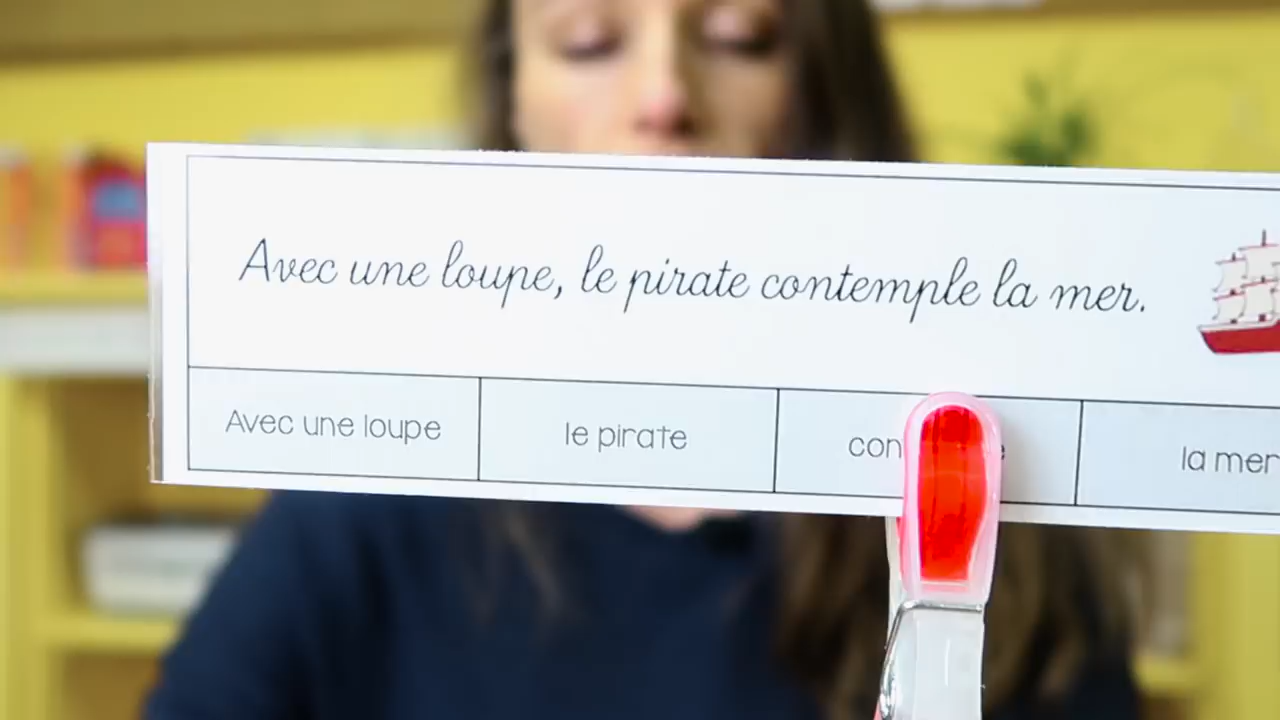 Avec une loupe, le pirate contemple la mer.
Avec une loupe le pirate la mer